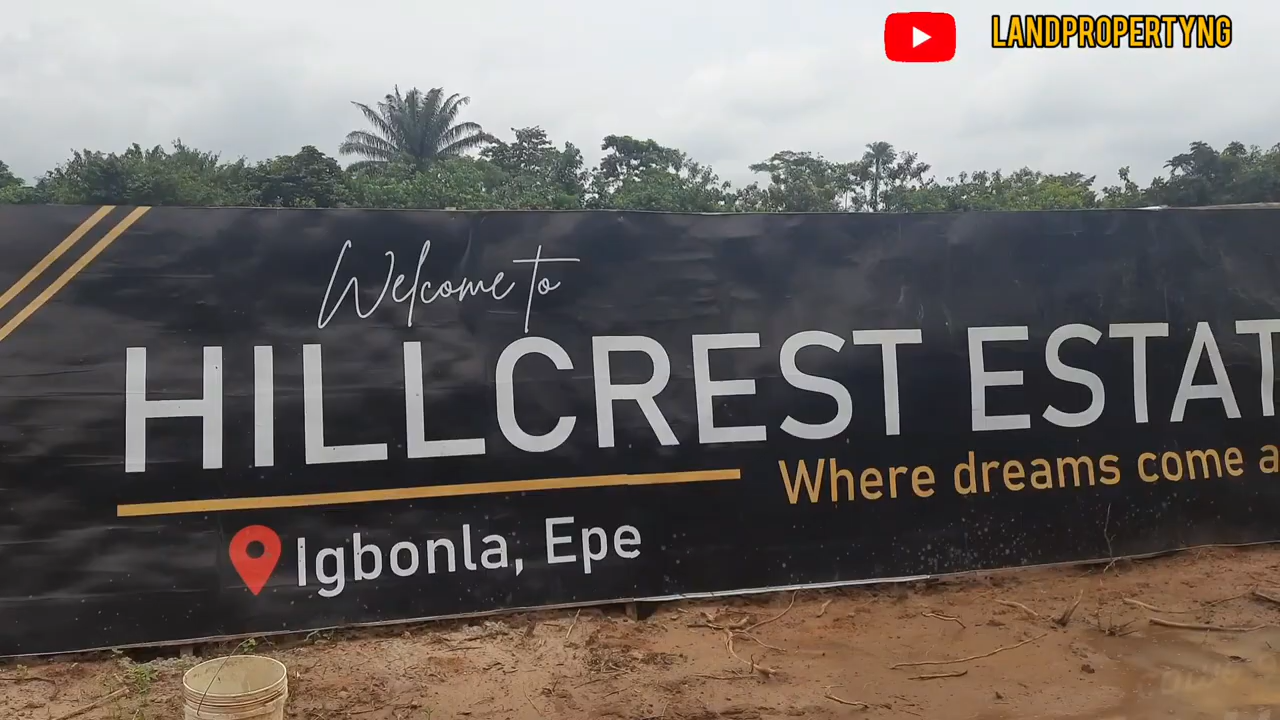 LANDPROPERTYNG
Welcome to
HILLCREST ESTAT
Where dreams come a
Igbonla, Epe